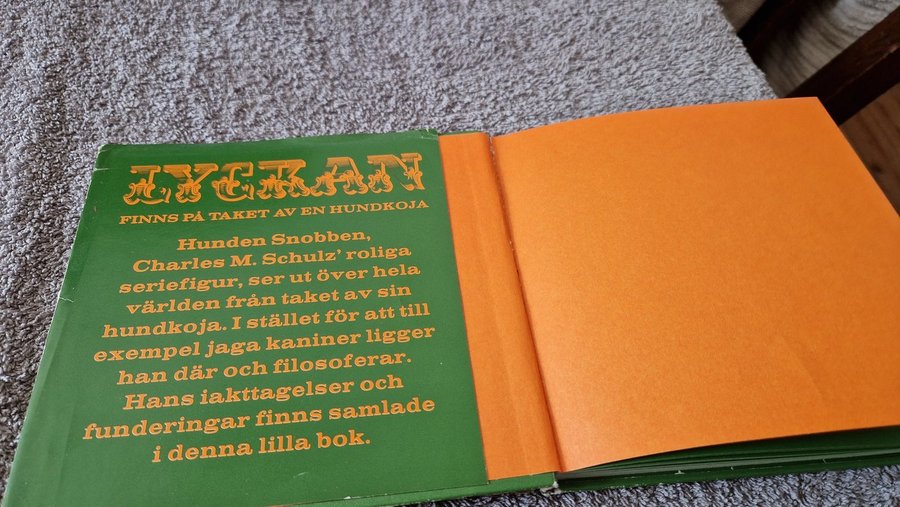 LYCKAN
FINNS PÅ TAKET AV EN HUNDKOJA
Hunden Snobben,
Charles M. Schulz’ roliga
seriefigur, ser ut över hela
världen från taket av sin
hundkoja. I stället för att till
exempel jaga kaniner ligger
han där och filosoferar.
Hans iakttagelser och
funderingar finns samlade
i denna lilla bok.